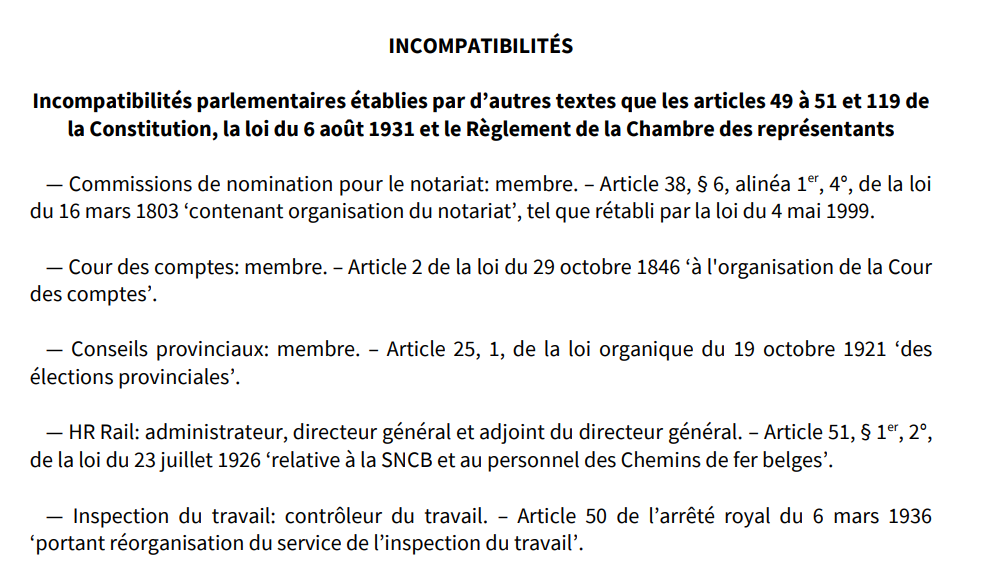 INCOMPATIBILITÉS
Incompatibilités parlementaires établies par d’autres textes que les articles 49 à 51 et 119 de
la Constitution, la loi du 6 août 1931 et le Règlement de la Chambre des représentants
— Commissions de nomination pour le notariat: membre. – Article 38, § 6, alinéa 1er, 4°, de la loi
du 16 mars 1803 ‘contenant organisation du notariat’, tel que rétabli par la loi du 4 mai 1999.
— Cour des comptes: membre. – Article 2 de la loi du 29 octobre 1846 ‘à l'organisation de la Cour
des comptes’.
— Conseils provinciaux: membre. – Article 25, 1, de la loi organique du 19 octobre 1921 ‘des
élections provinciales’.
— HR Rail: administrateur, directeur général et adjoint du directeur général. – Article 51, § 1er, 2°,
de la loi du 23 juillet 1926 ‘relative à la SNCB et au personnel des Chemins de fer belges’.
— Inspection du travail: contrôleur du travail. – Article 50 de l’arrêté royal du 6 mars 1936
‘portant réorganisation du service de l’inspection du travail’.